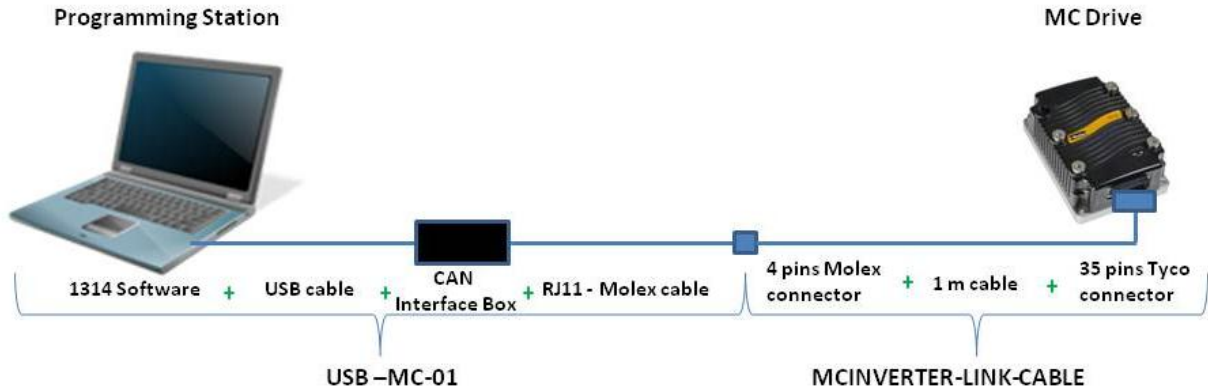 Programming Station
MC Drive
1314 Software + USB cable + CAN Interface Box + RJ11 - Molex cable
4 pins Molex connector + 1 m cable + 35 pins Tyco connector
USB –MC-01
MCINVERTER-LINK-CABLE